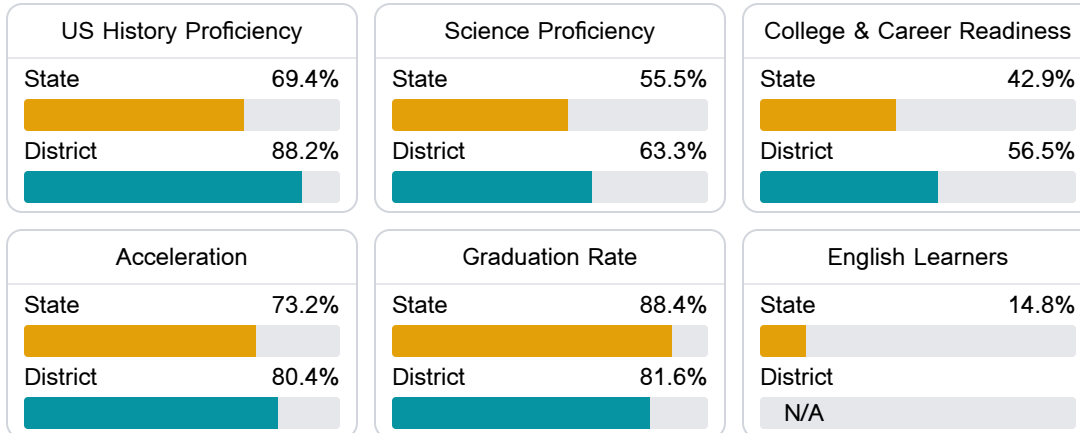 US History Proficiency
State 69.4%
District 88.2%
Science Proficiency
State 55.5%
District 63.3%
College & Career Readiness
State 42.9%
District 56.5%
Acceleration
State 73.2%
District 80.4%
Graduation Rate
State 88.4%
District 81.6%
English Learners
State 14.8%
District
N/A